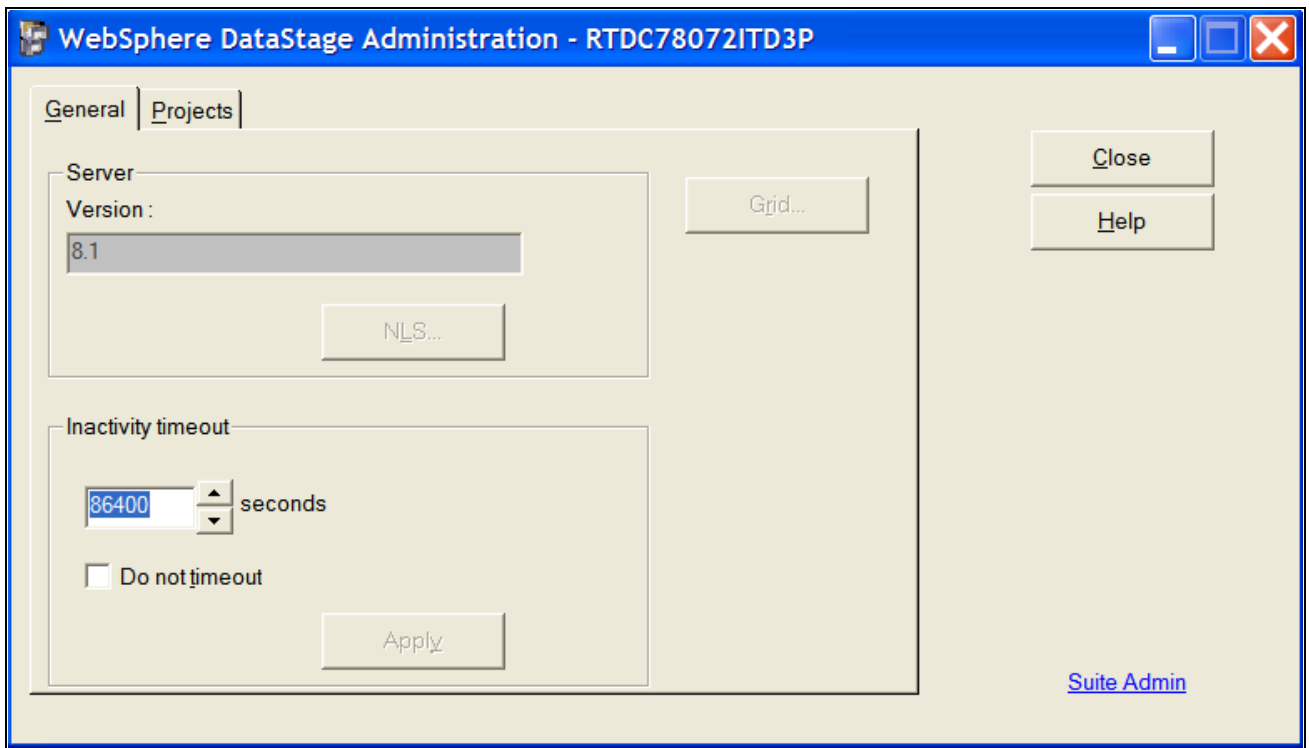 WebSphere DataStage Administration - RTDC78072ITD3P
General
Projects
Server
Version :
8.1
NLS...
Grid...
Close
Help
Inactivity timeout
86400 seconds
Do not timeout
Apply
Suite Admin